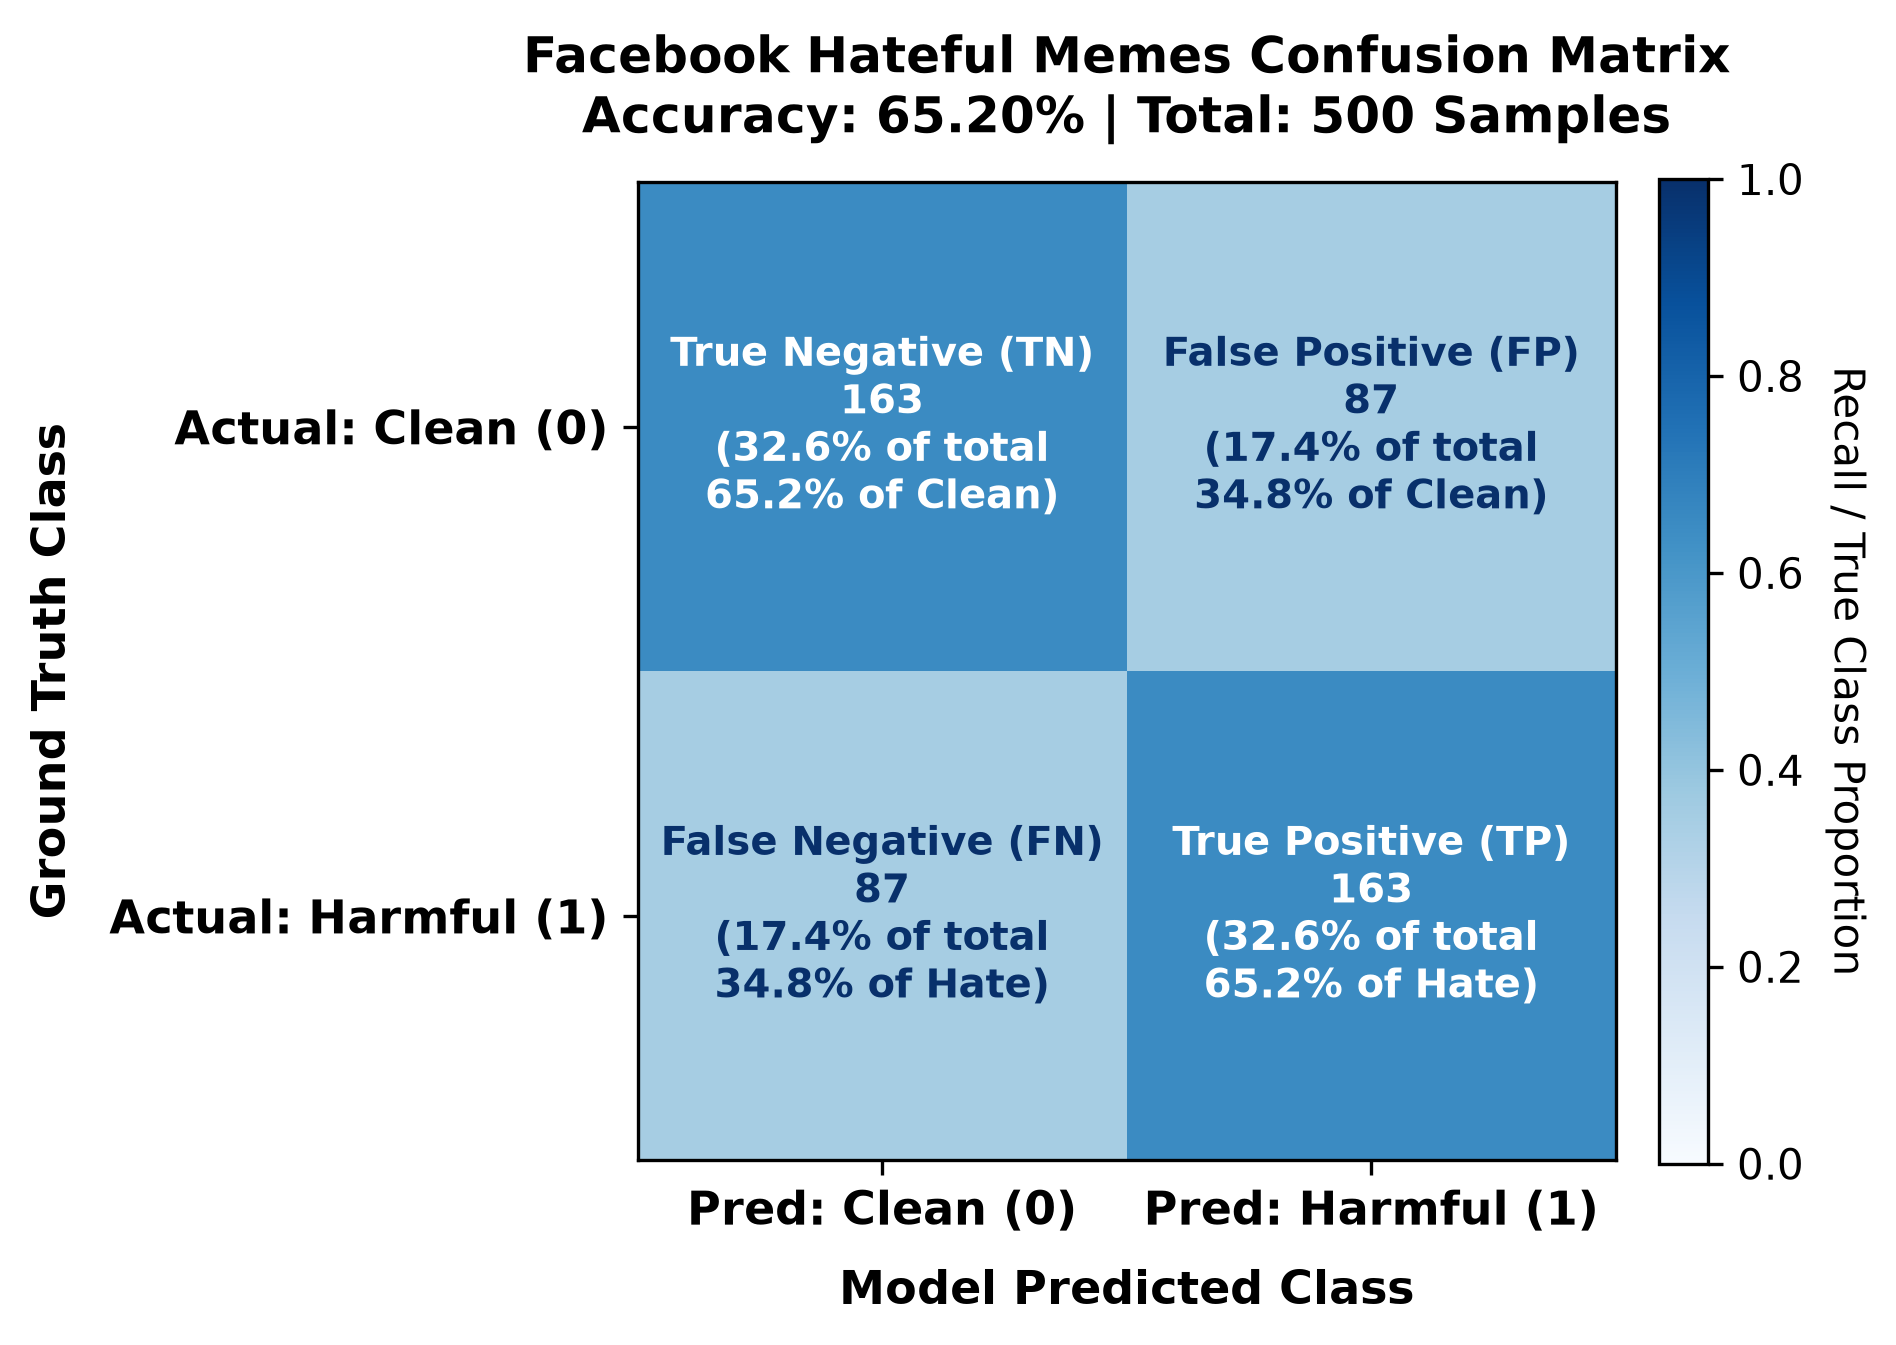 Facebook Hateful Memes Confusion Matrix
Accuracy: 65.20% | Total: 500 Samples
Ground Truth Class
Actual: Clean (0)
Actual: Harmful (1)
True Negative (TN)
163
(32.6% of total
65.2% of Clean)
False Positive (FP)
87
(17.4% of total
34.8% of Clean)
False Negative (FN)
87
(17.4% of total
34.8% of Hate)
True Positive (TP)
163
(32.6% of total
65.2% of Hate)
Pred: Clean (0)
Pred: Harmful (1)
Model Predicted Class
1.0
0.8
0.6
0.4
0.2
0.0
Recall / True Class Proportion